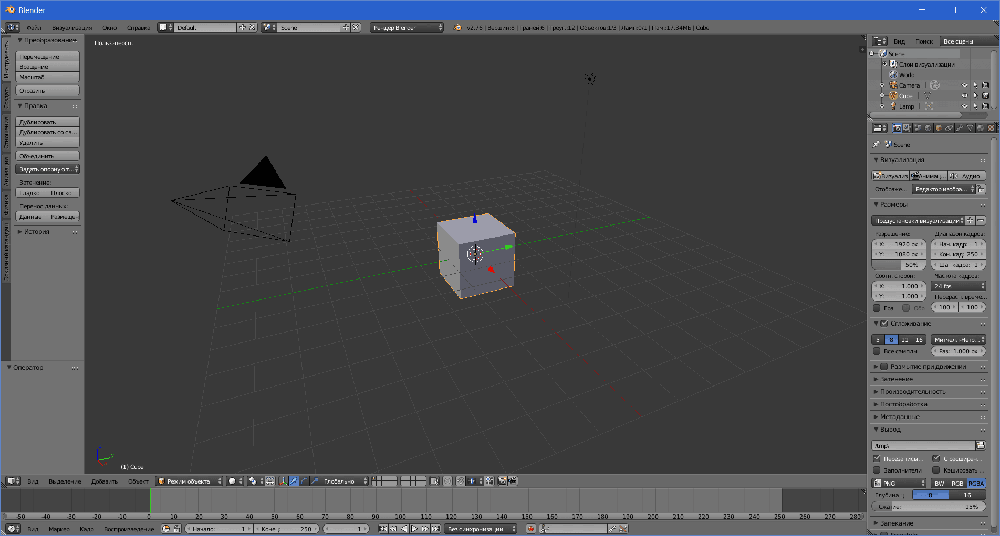 Blender
Файл Визуализация Окно Справка Default Scene Рендер Blender v2.76 | Вершин:8 | Граней:6 | Треуг.:12 | Объекты:1/3 | Ламп:0/1 | Пам.:17.34МБ | Cube
Инструменты
Создать
Отношения
Анимация
Физика
Эскизный карандаш
Преобразование
Перемещение
Вращение
Масштаб
Отразить
Правка
Дублировать
Дублировать со св...
Удалить
Объединить
Задать опорную т...
Затенение:
Гладко Плоско
Перенос данных:
Данные Размещен
История
Оператор
Польз.-персп.
z
y
x
(1) Cube
Вид Выделение Добавить Объект Режим объекта Глобально
-50 -40 -30 -20 -10 0 10 20 30 40 50 60 70 80 90 100 110 120 130 140 150 160 170 180 190 200 210 220 230 240 250 260 270 280
Вид Маркер Кадр Воспроизведение Начало: 1 Конец: 250 1 Без синхронизации
Вид Поиск Все сцены
Scene
Слои визуализации
World
Camera
Cube
Lamp
Scene
Визуализация
Визуализ Анимац... Аудио
Отображе... Редактор изобра...
Размеры
Предустановки визуализации
Разрешение: Диапазон кадров:
X: 1920 px Нач. кадр: 1
Y: 1080 px Кон. кад: 250
50% Шаг кадра: 1
Соотн. сторон: Частота кадров:
X: 1.000 24 fps
Y: 1.000 Перерасп. време...
Гра Обр 100 100
Сглаживание
5 8 11 16 Митчелл-Нетр...
Все сэмплы Раз: 1.000 px
Размытие при движении
Затенение
Производительность
Постобработка
Метаданные
Вывод
/tmp\
Перезаписы... С расширен...
Заполнители Кэшировать ...
PNG BW RGB RGBA
Глубина ц 8 16
Сжатие: 15%
Запекание
Freestyle